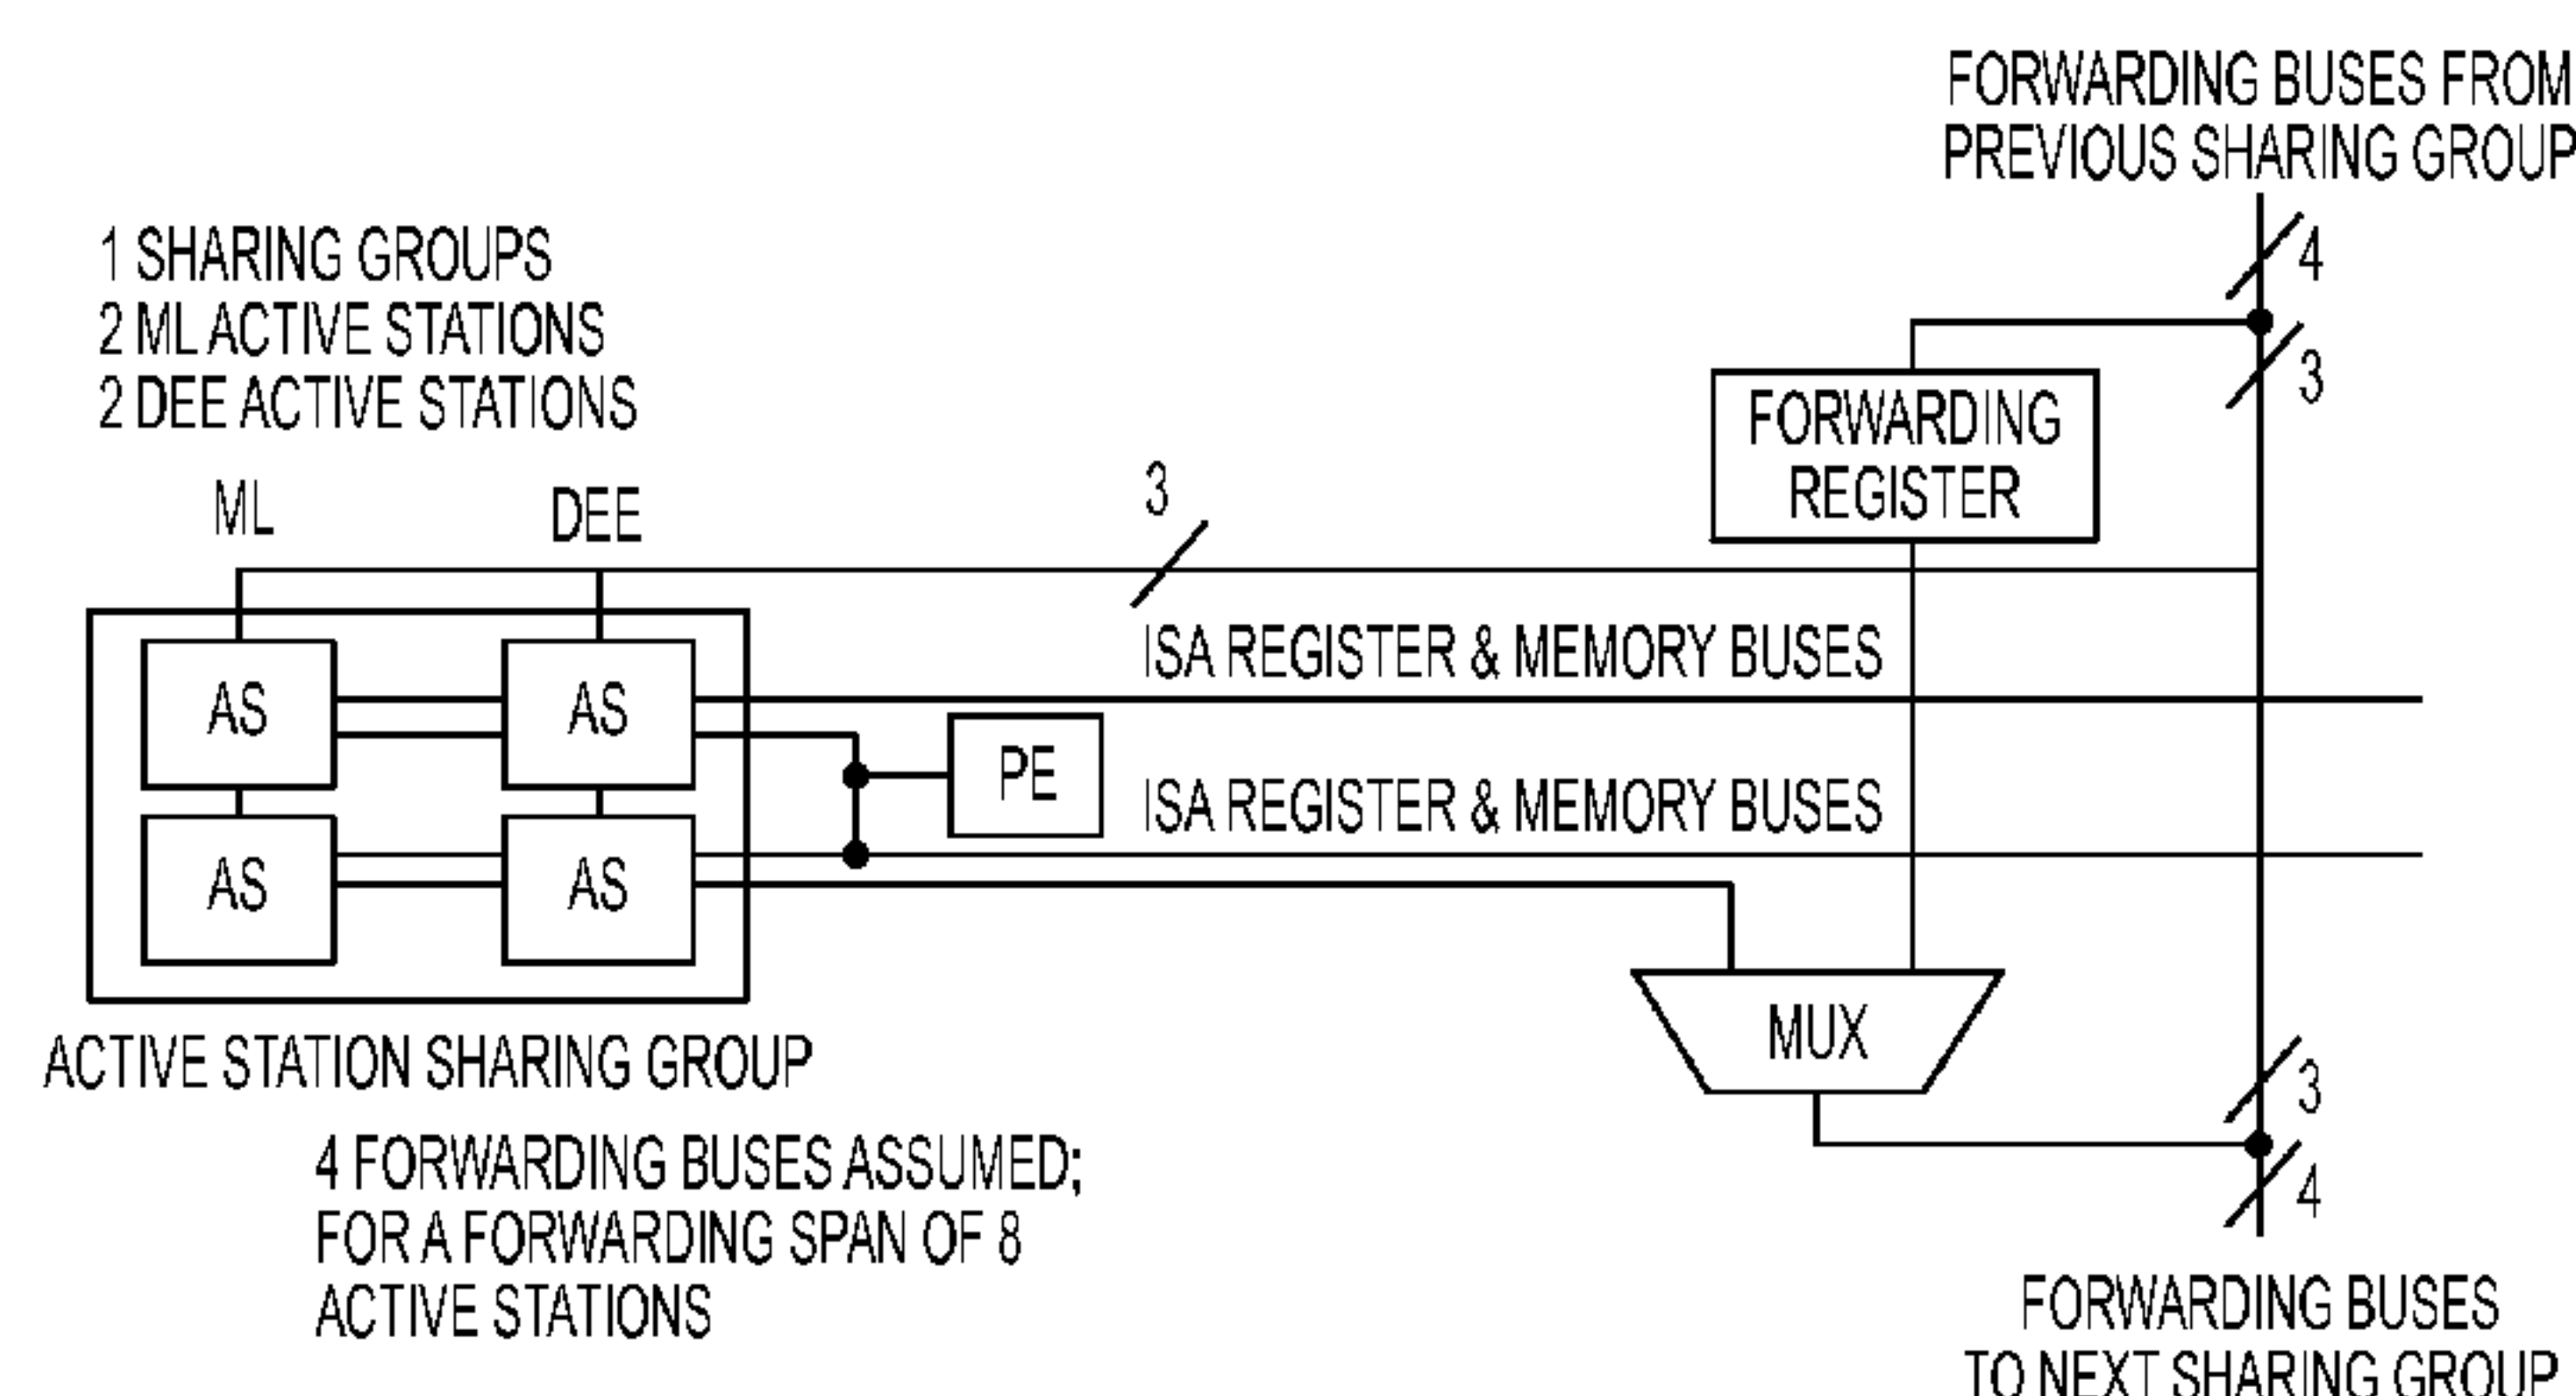 FORWARDING BUSES FROM
PREVIOUS SHARING GROUP
4
3
1 SHARING GROUPS
2 ML ACTIVE STATIONS
2 DEE ACTIVE STATIONS
FORWARDING
REGISTER
ML
DEE
3
ISA REGISTER & MEMORY BUSES
AS
AS
PE
ISA REGISTER & MEMORY BUSES
AS
AS
MUX
ACTIVE STATION SHARING GROUP
3
4
4 FORWARDING BUSES ASSUMED;
FOR A FORWARDING SPAN OF 8
ACTIVE STATIONS
FORWARDING BUSES
TO NEXT SHARING GROUP